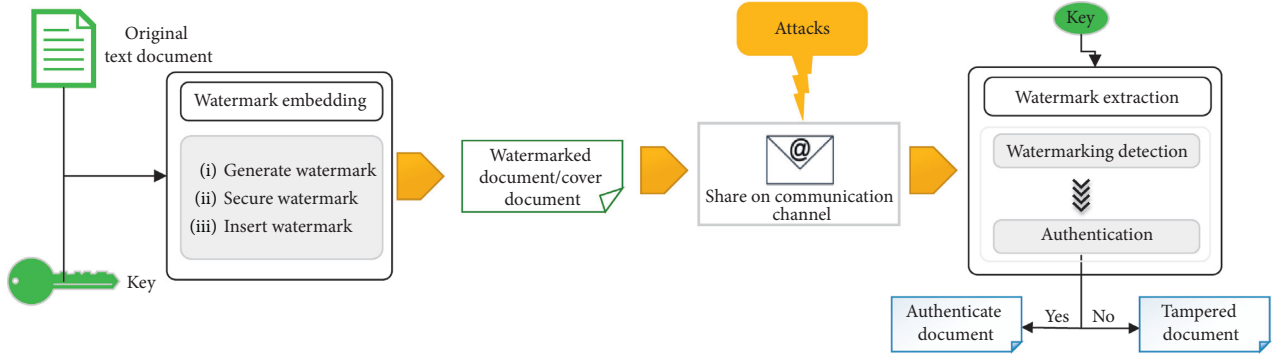 Original
text document
Key
Watermark embedding
(i) Generate watermark
(ii) Secure watermark
(iii) Insert watermark
Watermarked
document/cover
document
Attacks
@
Share on communication
channel
Key
Watermark extraction
Watermarking detection
Authentication
Yes
No
Authenticate
document
Tampered
document